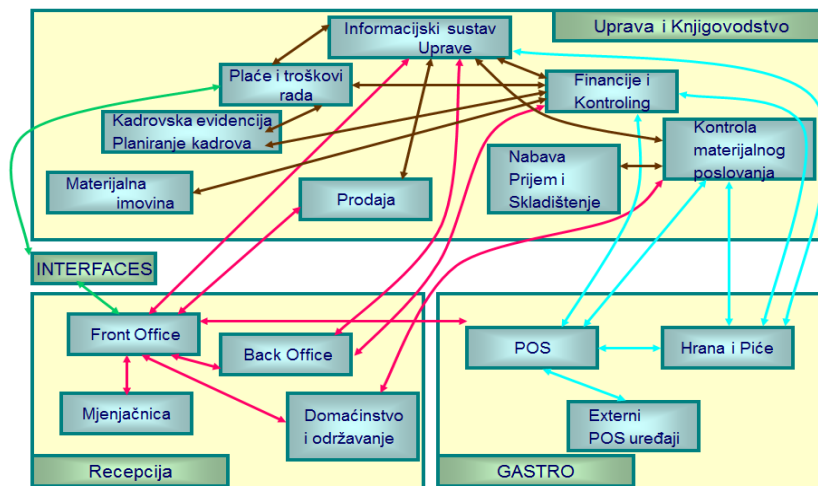 Informacijski sustav
Uprave
Uprava i Knjigovodstvo
Plaće i troškovi
rada
Financije i
Kontroling
Kadrovska evidencija
Planiranje kadrova
Kontrola
materijalnog
poslovanja
Nabava
Prijem i
Skladištenje
Materijalna
imovina
Prodaja
INTERFACES
Front Office
Back Office
POS
Hrana i Piće
Mjenjačnica
Domaćinstvo
i održavanje
Externi
POS uređaji
Recepcija
GASTRO